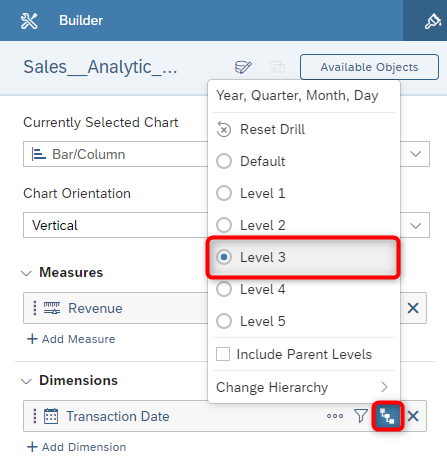 Builder
Sales__Analytic_...
Available Objects
Year, Quarter, Month, Day
Currently Selected Chart
Reset Drill
Bar/Column
Default
Chart Orientation
Level 1
Vertical
Level 2
Level 3
Measures
Level 4
Revenue
Level 5
+ Add Measure
Include Parent Levels
Dimensions
Change Hierarchy
Transaction Date
+ Add Dimension